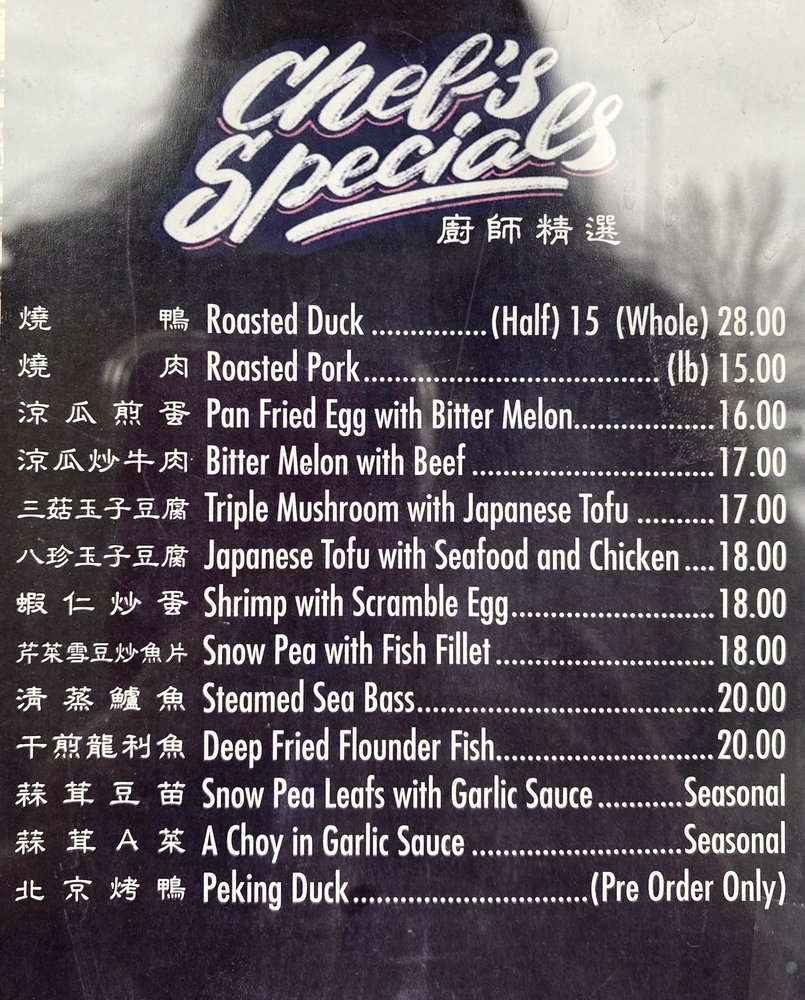 Chef's
Specials
廚師精選
燒鴨 Roasted Duck ............... (Half) 15 (Whole) 28.00
燒肉 Roasted Pork ....................................... (lb) 15.00
涼瓜煎蛋 Pan Fried Egg with Bitter Melon................... 16.00
涼瓜炒牛肉 Bitter Melon with Beef ................................ 17.00
三菇玉子豆腐 Triple Mushroom with Japanese Tofu .......... 17.00
八珍玉子豆腐 Japanese Tofu with Seafood and Chicken .... 18.00
蝦仁炒蛋 Shrimp with Scramble Egg........................... 18.00
芹菜雪豆炒魚片 Snow Pea with Fish Fillet ............................. 18.00
清蒸鱸魚 Steamed Sea Bass....................................... 20.00
干煎龍利魚 Deep Fried Flounder Fish............................. 20.00
蒜茸豆苗 Snow Pea Leafs with Garlic Sauce ........... Seasonal
蒜茸A菜 A Choy in Garlic Sauce ............................ Seasonal
北京烤鴨 Peking Duck............................... (Pre Order Only)